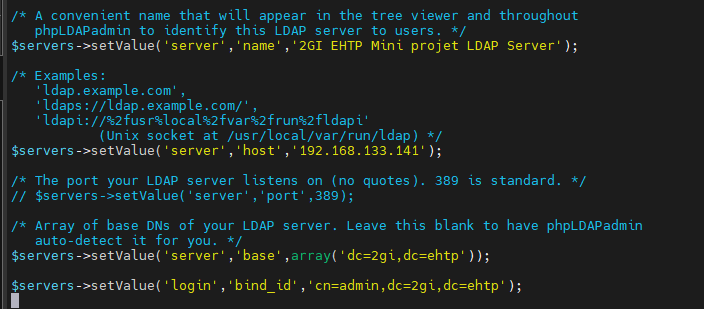 /* A convenient name that will appear in the tree viewer and throughout
   phpLDAPadmin to identify this LDAP server to users. */
$servers->setValue('server','name','2GI EHTP Mini projet LDAP Server');

/* Examples:
   'ldap.example.com',
   'ldaps://ldap.example.com/',
   'ldapi://%2fusr%local%2fvar%2frun%2fldapi'
           (Unix socket at /usr/local/var/run/ldap) */
$servers->setValue('server','host','192.168.133.141');

/* The port your LDAP server listens on (no quotes). 389 is standard. */
// $servers->setValue('server','port',389);

/* Array of base DNs of your LDAP server. Leave this blank to have phpLDAPadmin
   auto-detect it for you. */
$servers->setValue('server','base',array('dc=2gi,dc=ehtp'));

$servers->setValue('login','bind_id','cn=admin,dc=2gi,dc=ehtp');